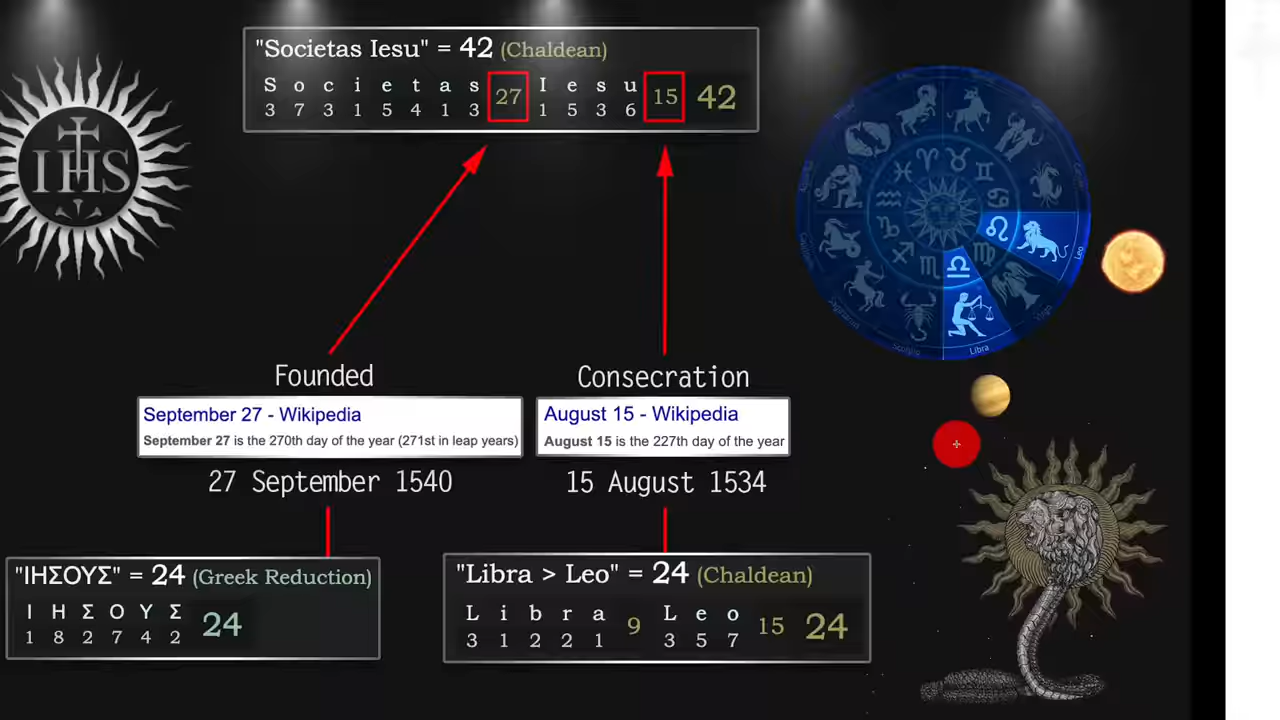 "Societas Iesu" = 42 (Chaldean)
S o c i e t a s 27 I e s u 15 42
3 7 3 1 5 4 1 3 1 5 3 6
IHS
♓ ♈ ♉ ♊
♒ ♋
♑ ♌
♐ ♏ ♎ ♍
Leo
Virgo
Libra
Scorpio
Sagittarius
Founded
Consecration
September 27 - Wikipedia
September 27 is the 270th day of the year (271st in leap years)
August 15 - Wikipedia
August 15 is the 227th day of the year
27 September 1540
15 August 1534
"ΙΗΣΟΥΣ" = 24 (Greek Reduction)
Ι Η Σ Ο Υ Σ 24
1 8 2 7 4 2
"Libra > Leo" = 24 (Chaldean)
L i b r a 9 L e o 15 24
3 1 2 2 1 3 5 7